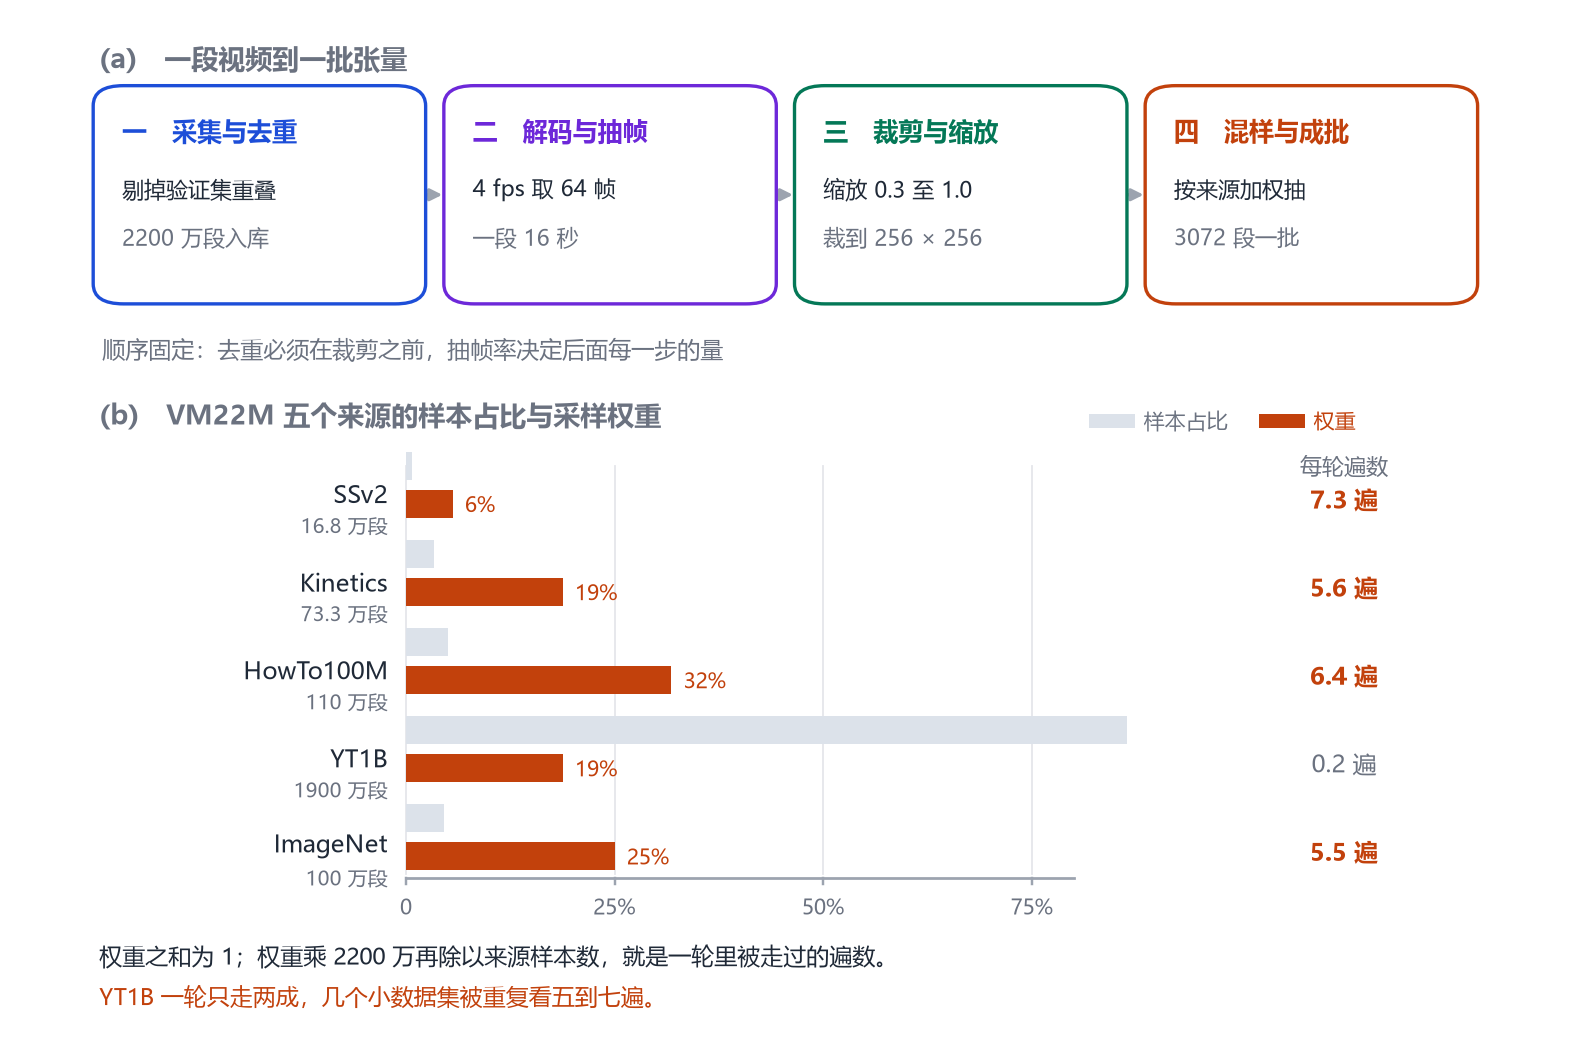 (a) 一段视频到一批张量
一 采集与去重
剔掉验证集重叠
2200 万段入库
二 解码与抽帧
4 fps 取 64 帧
一段 16 秒
三 裁剪与缩放
缩放 0.3 至 1.0
裁到 256 × 256
四 混样与成批
按来源加权抽
3072 段一批
顺序固定：去重必须在裁剪之前，抽帧率决定后面每一步的量
(b) VM22M 五个来源的样本占比与采样权重
样本占比 权重
每轮遍数
SSv2
16.8 万段
6%
7.3 遍
Kinetics
73.3 万段
19%
5.6 遍
HowTo100M
110 万段
32%
6.4 遍
YT1B
1900 万段
19%
0.2 遍
ImageNet
100 万段
25%
5.5 遍
0 25% 50% 75%
权重之和为 1；权重乘 2200 万再除以来源样本数，就是一轮里被走过的遍数。
YT1B 一轮只走两成，几个小数据集被重复看五到七遍。